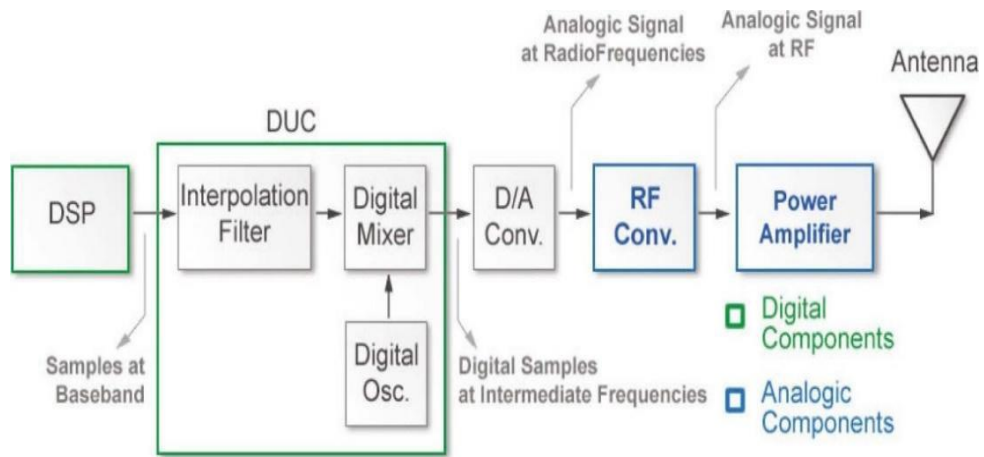 Analogic Signal
at RadioFrequencies
Analogic Signal
at RF
Antenna
DUC
DSP
Interpolation
Filter
Digital
Mixer
D/A
Conv.
RF
Conv.
Power
Amplifier
Digital
Osc.
Samples at
Baseband
Digital Samples
at Intermediate Frequencies
Digital
Components
Analogic
Components